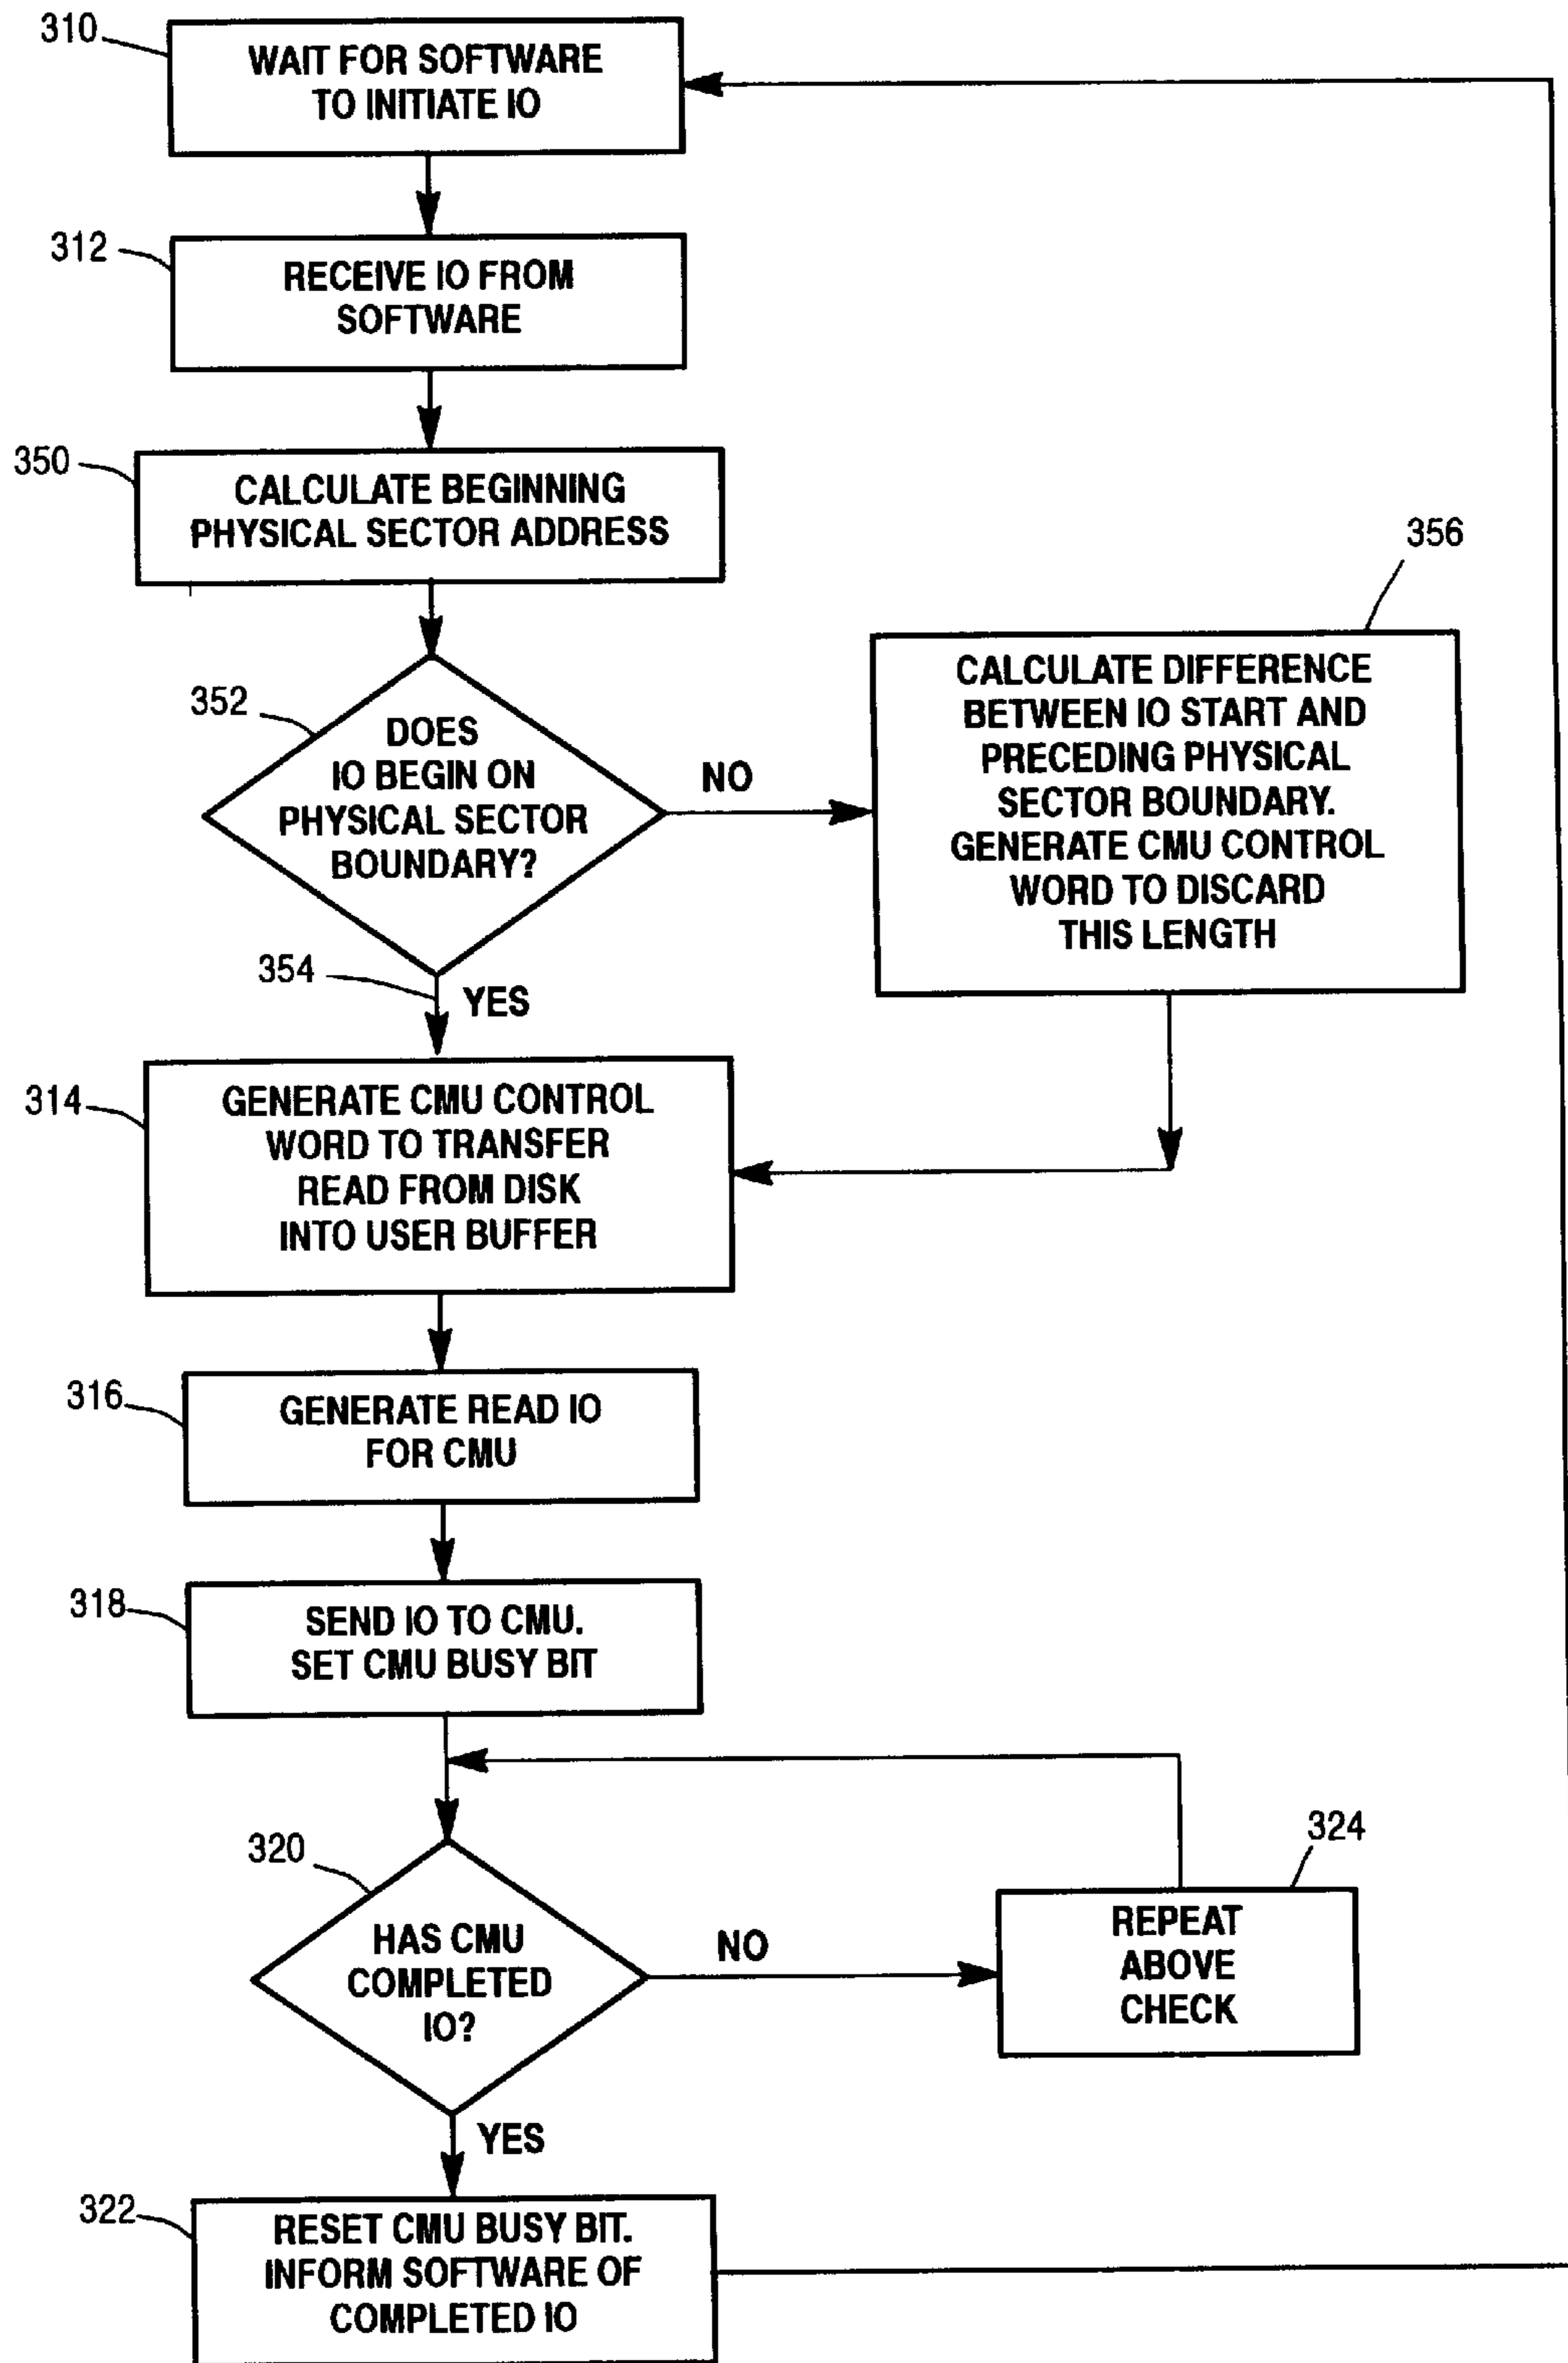 310
WAIT FOR SOFTWARE
TO INITIATE IO
312
RECEIVE IO FROM
SOFTWARE
350
CALCULATE BEGINNING
PHYSICAL SECTOR ADDRESS
352
DOES
IO BEGIN ON
PHYSICAL SECTOR
BOUNDARY?
NO
356
CALCULATE DIFFERENCE
BETWEEN IO START AND
PRECEDING PHYSICAL
SECTOR BOUNDARY.
GENERATE CMU CONTROL
WORD TO DISCARD
THIS LENGTH
354
YES
314
GENERATE CMU CONTROL
WORD TO TRANSFER
READ FROM DISK
INTO USER BUFFER
316
GENERATE READ IO
FOR CMU
318
SEND IO TO CMU.
SET CMU BUSY BIT
320
HAS CMU
COMPLETED
IO?
NO
324
REPEAT
ABOVE
CHECK
YES
322
RESET CMU BUSY BIT.
INFORM SOFTWARE OF
COMPLETED IO